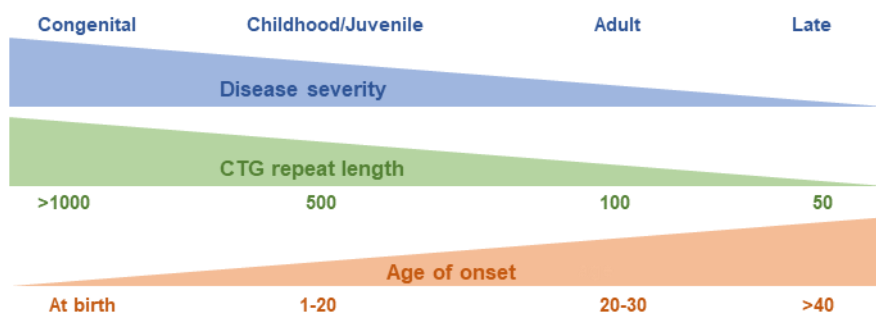 Congenital Childhood/Juvenile Adult Late
Disease severity
CTG repeat length
>1000 500 100 50
Age of onset
At birth 1-20 20-30 >40